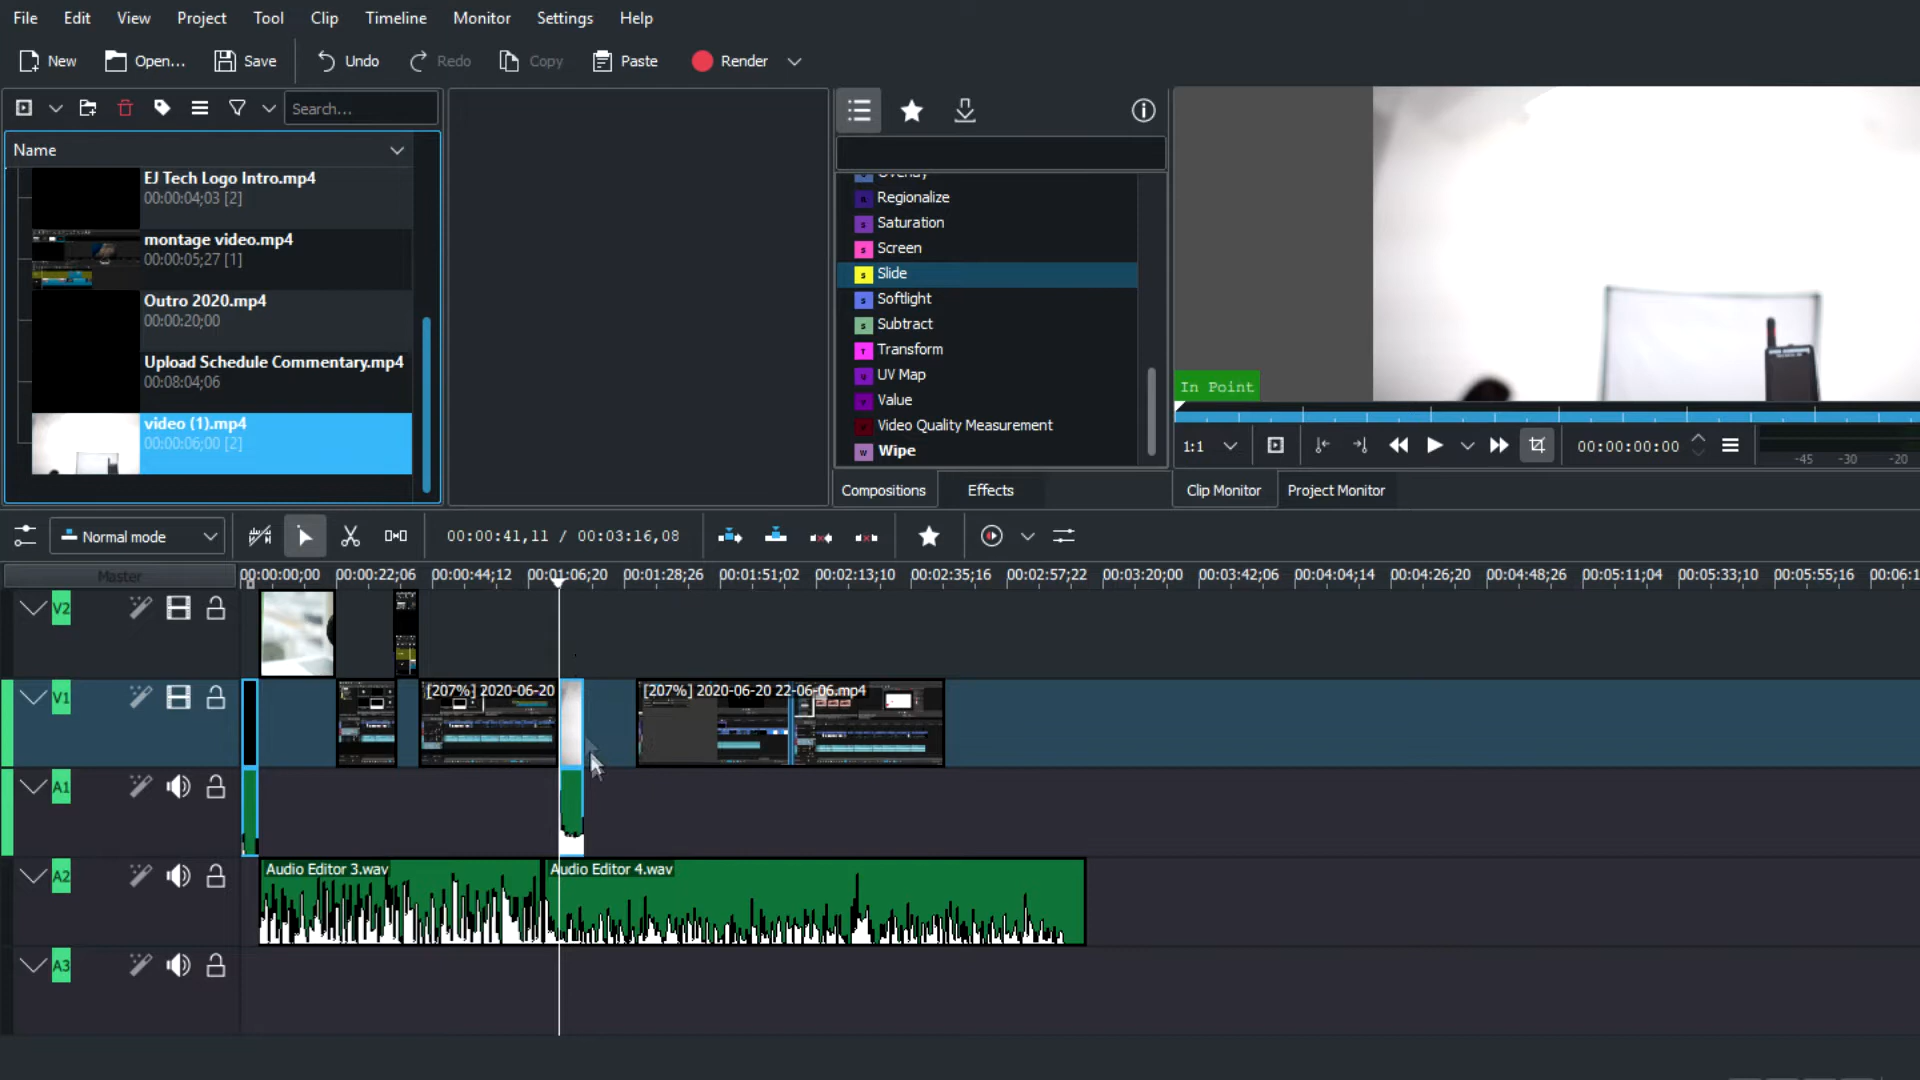 File Edit View Project Tool Clip Timeline Monitor Settings Help
New Open... Save Undo Redo Copy Paste Render
Search...
Name
EJ Tech Logo Intro.mp4
00:00:04;03 [2]
montage video.mp4
00:00:05;27 [1]
Outro 2020.mp4
00:00:20;00
Upload Schedule Commentary.mp4
00:08:04;06
video (1).mp4
00:00:06;00 [2]
Overlay
Regionalize
Saturation
Screen
Slide
Softlight
Subtract
Transform
UV Map
Value
Video Quality Measurement
Wipe
Compositions Effects
In Point
1:1 00:00:00:00 -45 -30 -20
Clip Monitor Project Monitor
Normal mode 00:00:41,11 / 00:03:16,08
Master 00:00:00;00 00:00:22;06 00:00:44;12 00:01:06;20 00:01:28;26 00:01:51;02 00:02:13;10 00:02:35;16 00:02:57;22 00:03:20;00 00:03:42;06 00:04:04;14 00:04:26;20 00:04:48;26 00:05:11;04 00:05:33;10 00:05:55;16 00:06:1
V2
V1 [207%] 2020-06-20 [207%] 2020-06-20 22-06-06.mp4
A1
A2 Audio Editor 3.wav Audio Editor 4.wav
A3